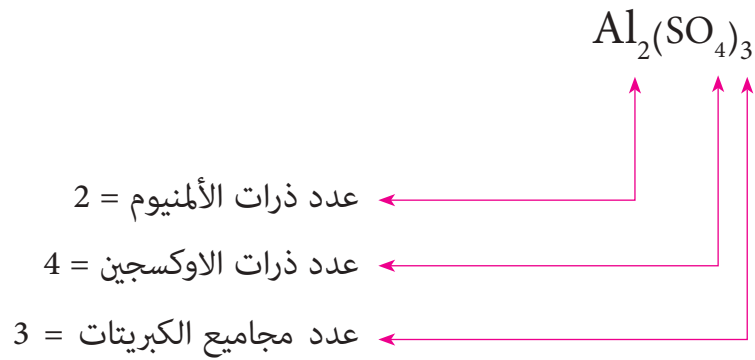 Al₂(SO₄)₃
عدد ذرات الألمنيوم = 2
عدد ذرات الاوكسجين = 4
عدد مجاميع الكبريتات = 3